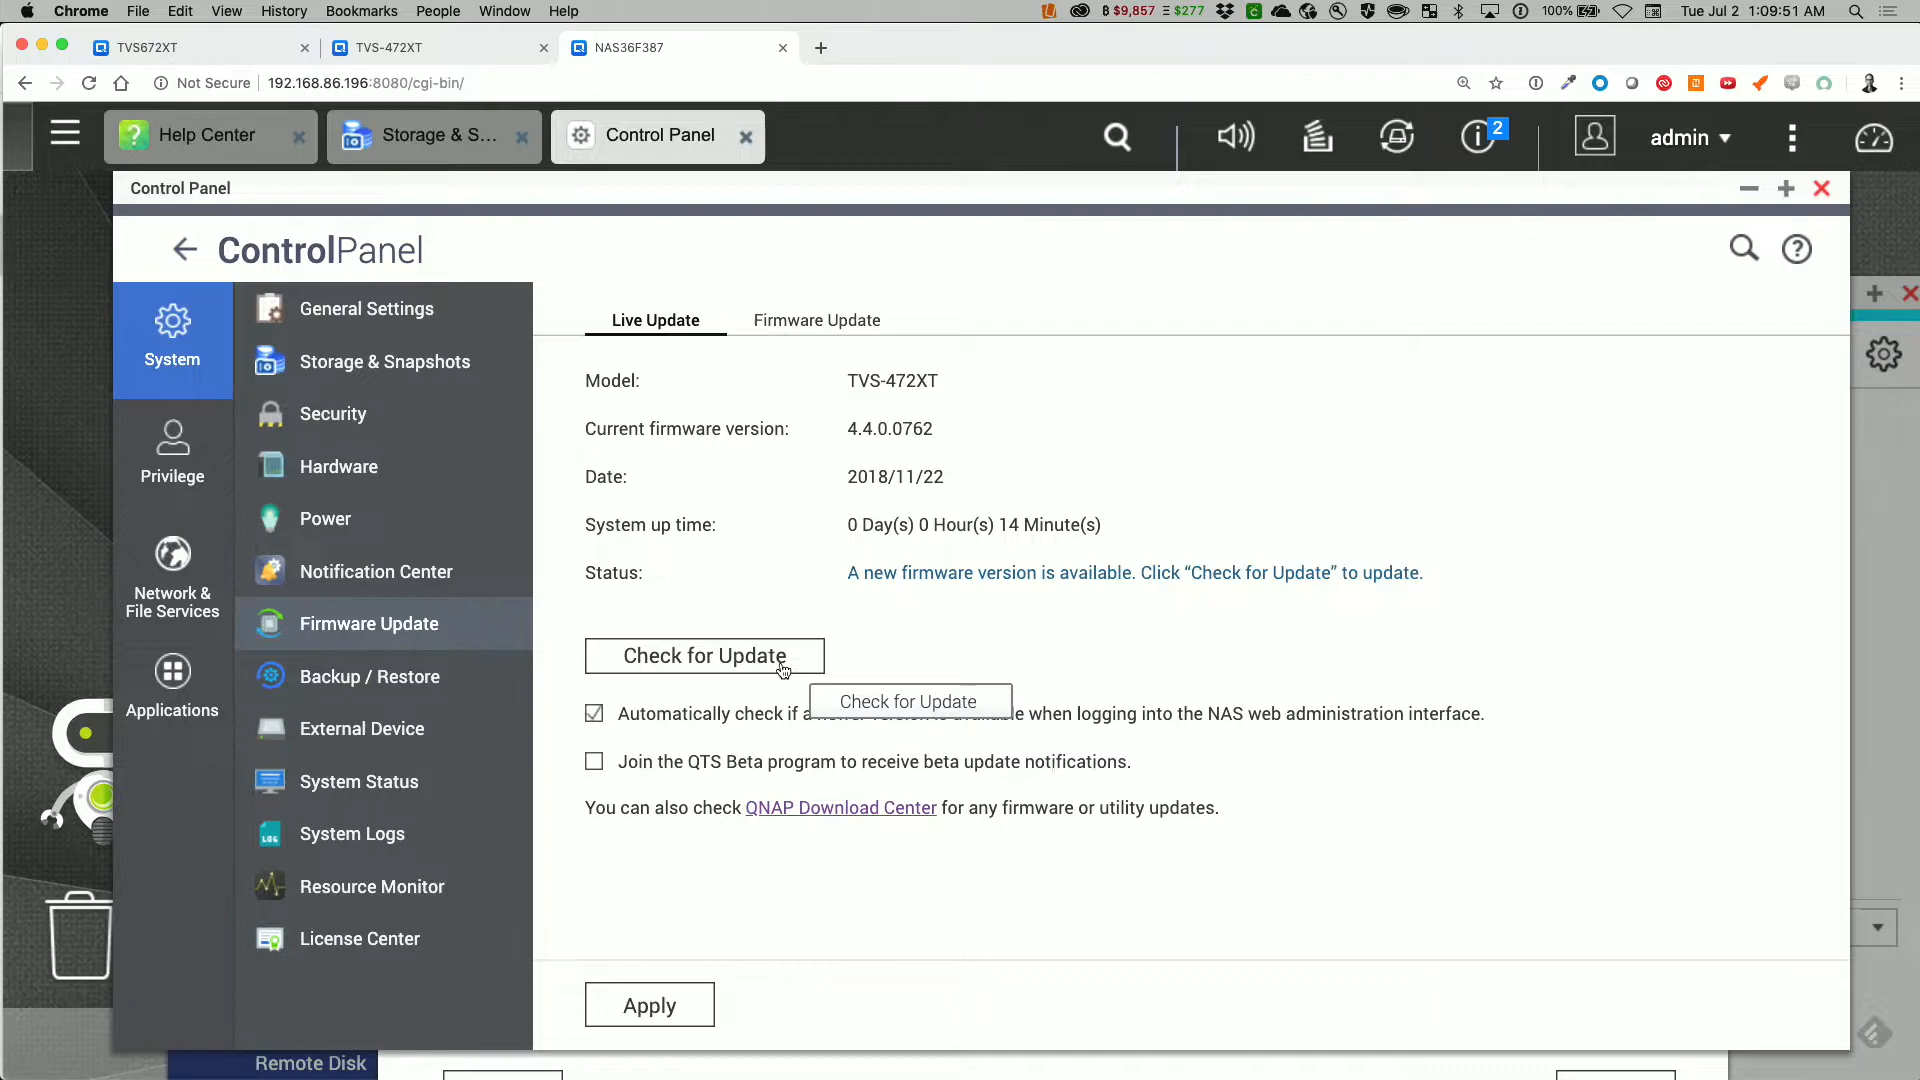 Chrome File Edit View History Bookmarks People Window Help
$9,857 $277 100% Tue Jul 2 1:09:51 AM
TVS672XT TVS-472XT NAS36F387
Not Secure 192.168.86.196:8080/cgi-bin/
Help Center Storage & S... Control Panel 2 admin
Control Panel
ControlPanel
System
Privilege
Network &
File Services
Applications
General Settings
Storage & Snapshots
Security
Hardware
Power
Notification Center
Firmware Update
Backup / Restore
External Device
System Status
System Logs
Resource Monitor
License Center
Live Update Firmware Update
Model: TVS-472XT
Current firmware version: 4.4.0.0762
Date: 2018/11/22
System up time: 0 Day(s) 0 Hour(s) 14 Minute(s)
Status: A new firmware version is available. Click “Check for Update” to update.
Check for Update
Check for Update
Automatically check if a when logging into the NAS web administration interface.
Join the QTS Beta program to receive beta update notifications.
You can also check QNAP Download Center for any firmware or utility updates.
Apply
Remote Disk